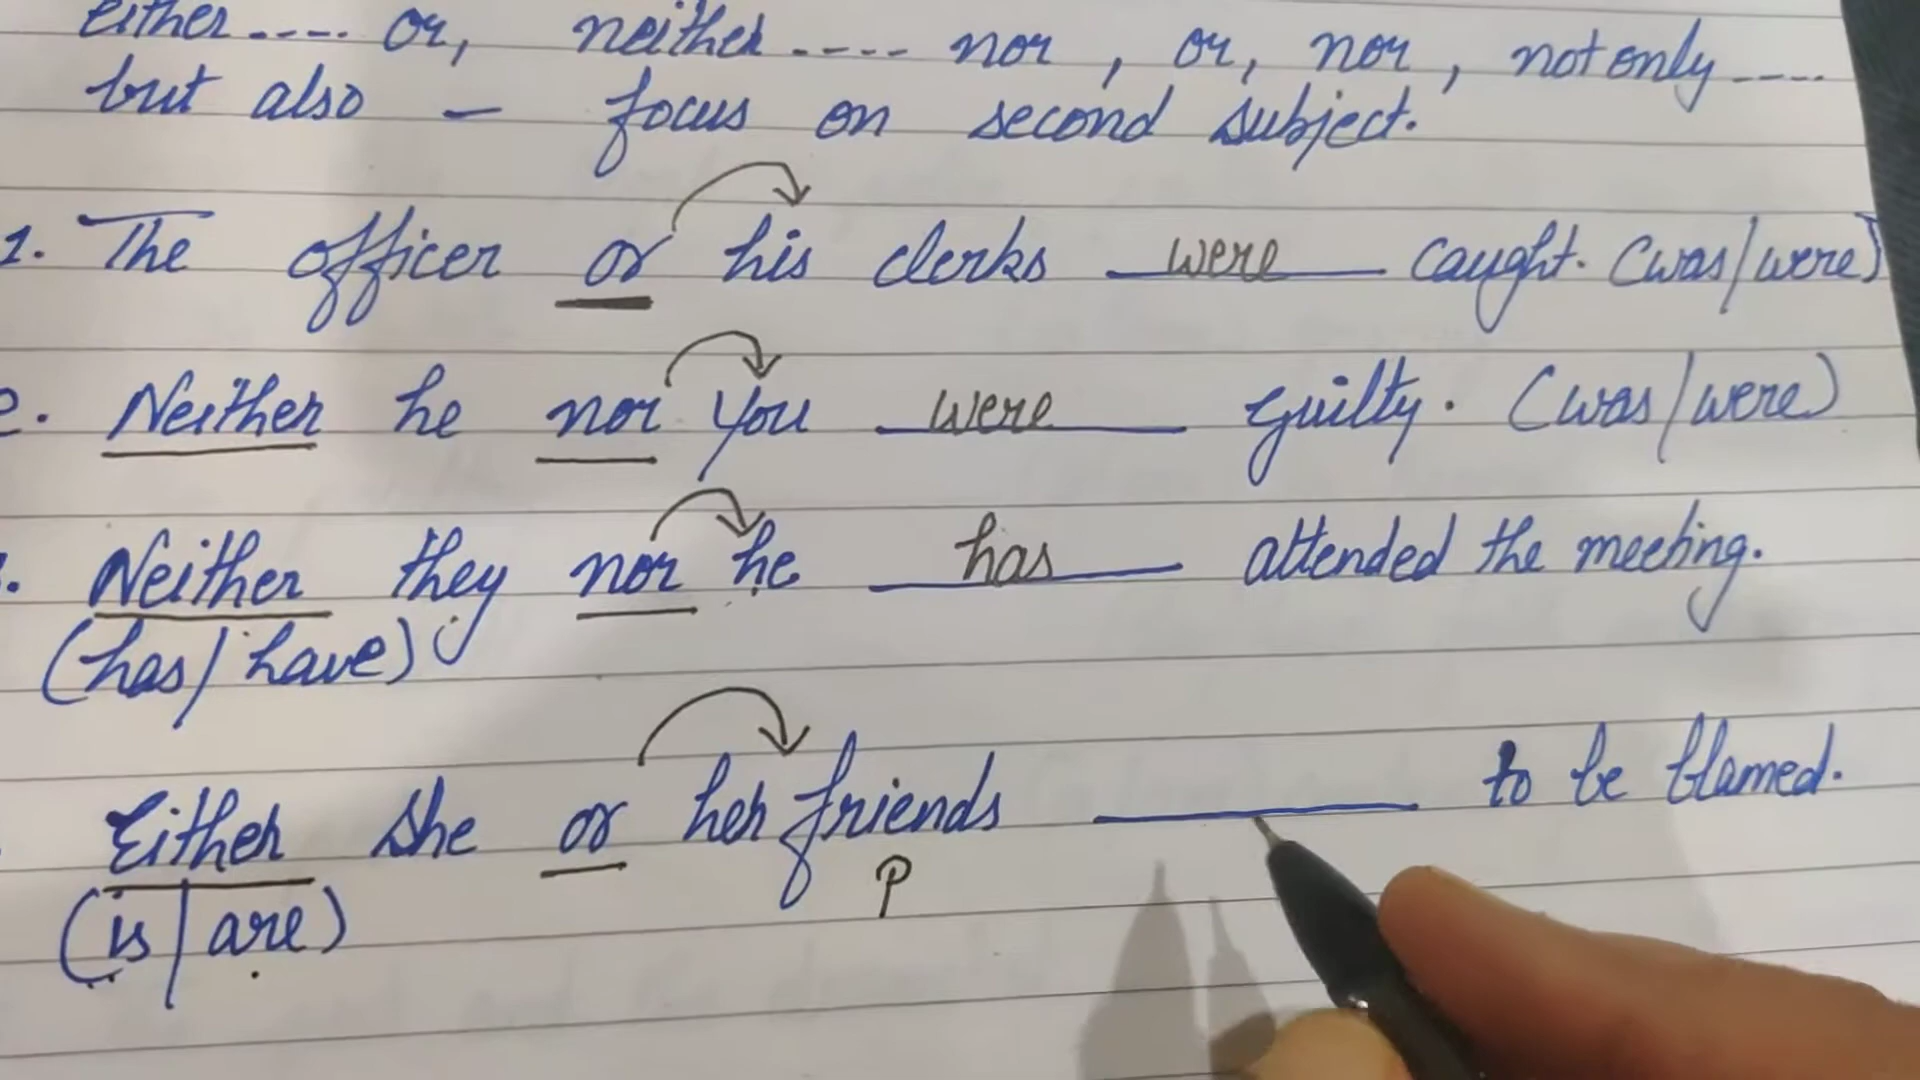 either .... or, neither .... nor, or, nor, not only ....
but also - focus on second subject.
1. The officer or his clerks were caught. (was/were)
2. Neither he nor you were guilty. (was/were)
. Neither they nor he has attended the meeting.
(has/have)
Either she or her friends ______ to be blamed.
P
(is/are)